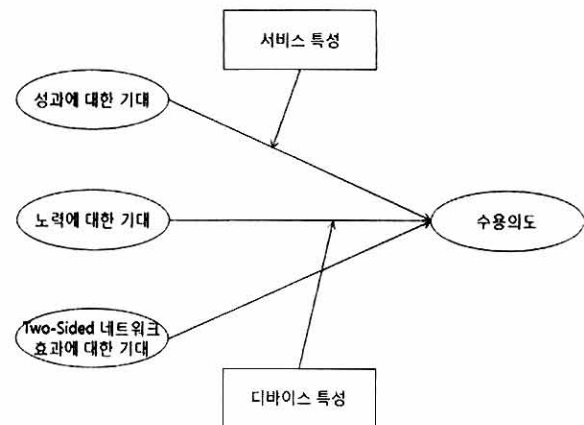 서비스 특성
성과에 대한 기대
노력에 대한 기대
수용의도
Two-Sided 네트워크
효과에 대한 기대
디바이스 특성